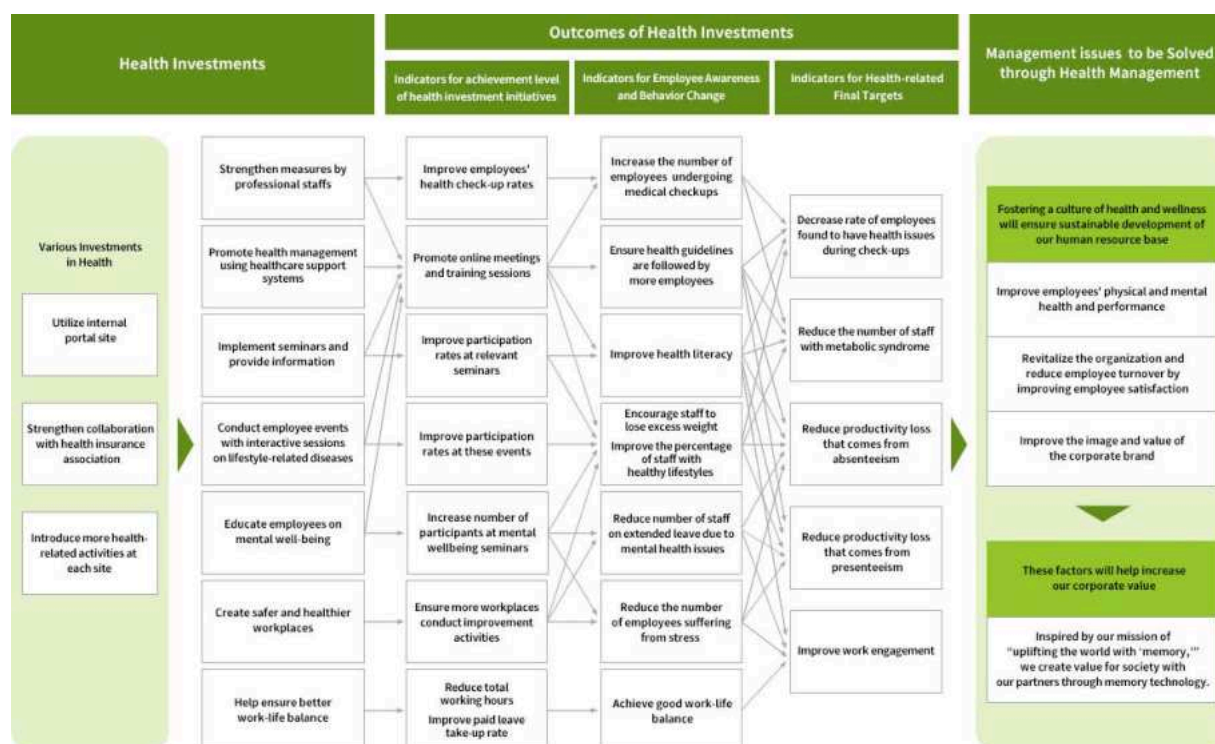 Health Investments
Outcomes of Health Investments
Indicators for achievement level
of health investment initiatives
Indicators for Employee Awareness
and Behavior Change
Indicators for Health-related
Final Targets
Management issues to be Solved
through Health Management
Various Investments
in Health
Utilize internal
portal site
Strengthen collaboration
with health insurance
association
Introduce more health-
related activities at
each site
Strengthen measures by
professional staffs
Promote health management
using healthcare support
systems
Implement seminars and
provide information
Conduct employee events
with interactive sessions
on lifestyle-related diseases
Educate employees on
mental well-being
Create safer and healthier
workplaces
Help ensure better
work-life balance
Improve employees'
health check-up rates
Promote online meetings
and training sessions
Improve participation
rates at relevant
seminars
Improve participation
rates at these events
Increase number of
participants at mental
wellbeing seminars
Ensure more workplaces
conduct improvement
activities
Reduce total
working hours
Improve paid leave
take-up rate
Increase the number of
employees undergoing
medical checkups
Ensure health guidelines
are followed by
more employees
Improve health literacy
Encourage staff to
lose excess weight
Improve the percentage
of staff with
healthy lifestyles
Reduce number of staff
on extended leave due to
mental health issues
Reduce the number
of employees suffering
from stress
Achieve good work-life
balance
Decrease rate of employees
found to have health issues
during check-ups
Reduce the number of staff
with metabolic syndrome
Reduce productivity loss
that comes from
absenteeism
Reduce productivity loss
that comes from
presenteeism
Improve work engagement
Fostering a culture of health and wellness
will ensure sustainable development of
our human resource base
Improve employees' physical and mental
health and performance
Revitalize the organization and
reduce employee turnover by
improving employee satisfaction
Improve the image and value of
the corporate brand
These factors will help increase
our corporate value
Inspired by our mission of
"uplifting the world with 'memory,'"
we create value for society with
our partners through memory technology.